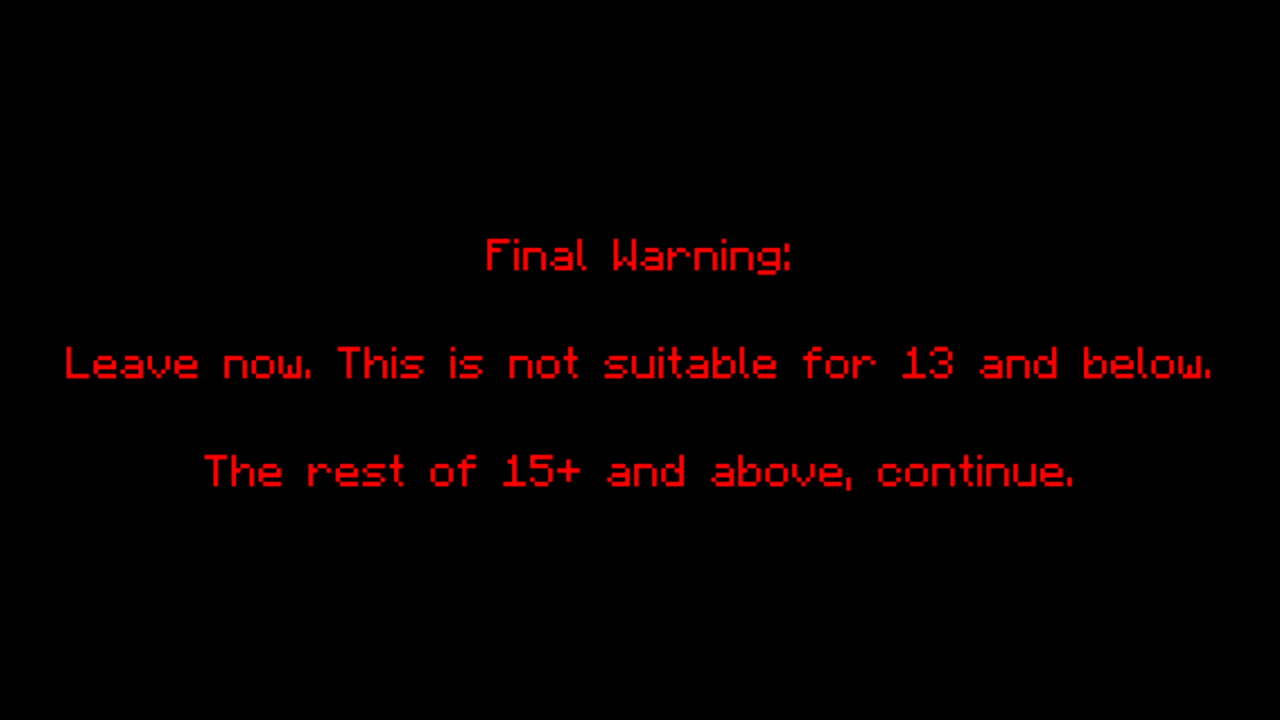 Final Warning:
Leave now. This is not suitable for 13 and below.
The rest of 15+ and above, continue.